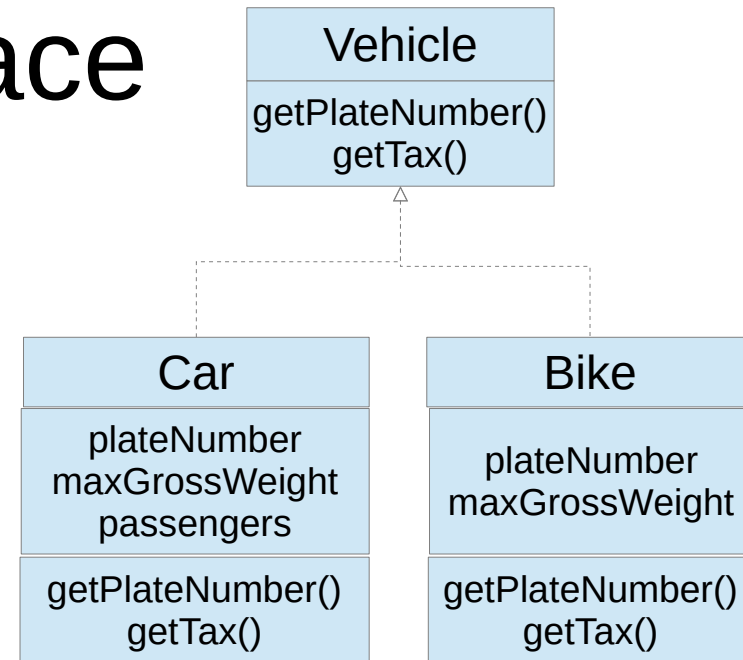 ace
Vehicle
getPlateNumber()
getTax()
Car
plateNumber
maxGrossWeight
passengers
getPlateNumber()
getTax()
Bike
plateNumber
maxGrossWeight
getPlateNumber()
getTax()